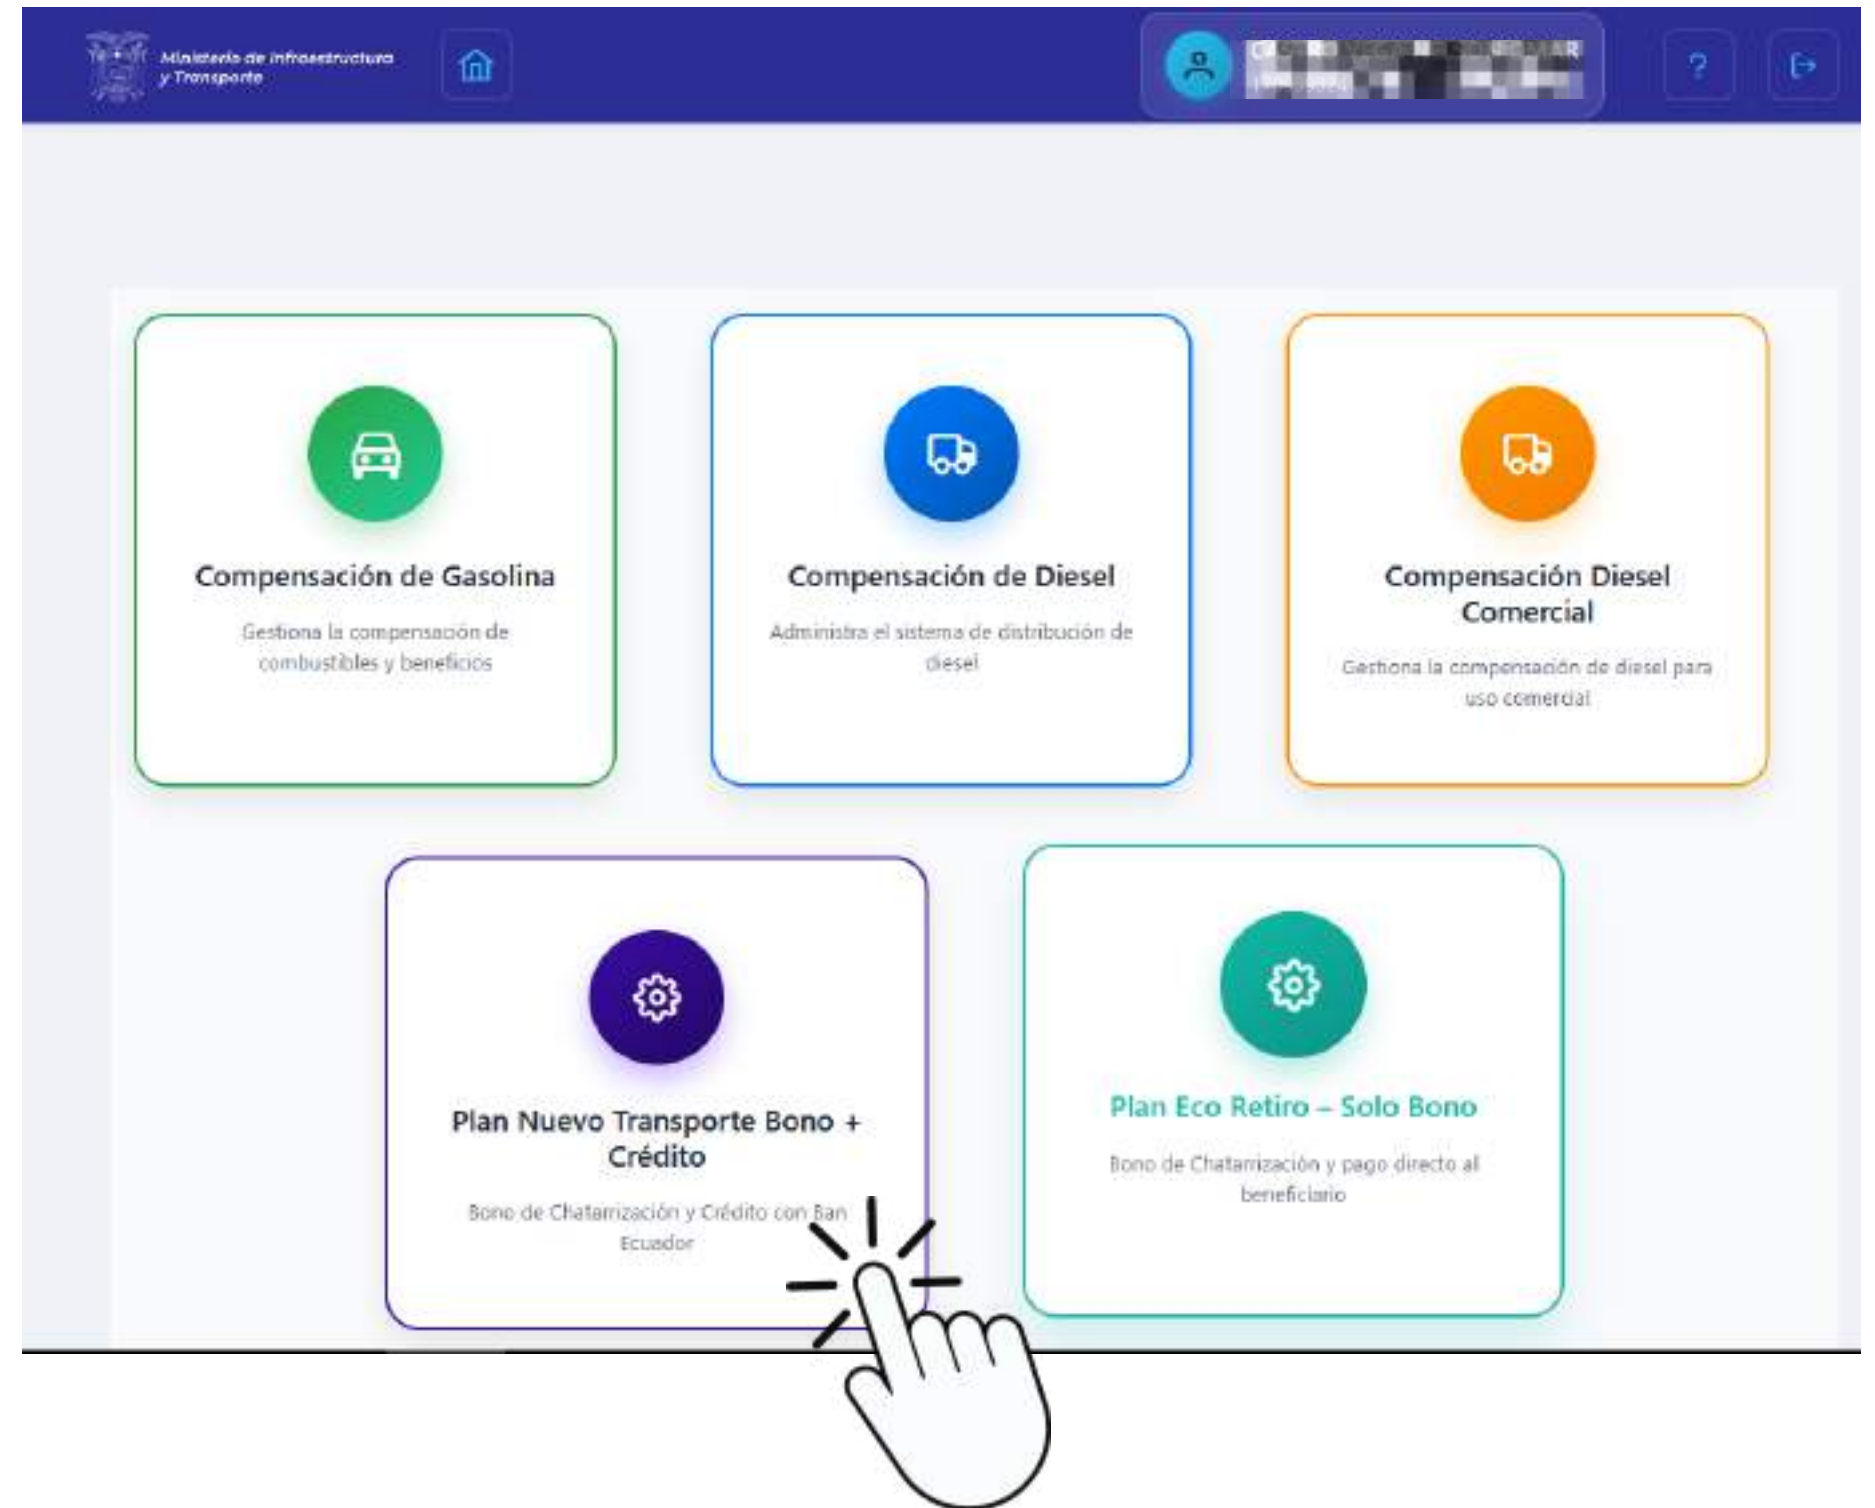 Ministerio de Infraestructura
y Transporte
?
Compensación de Gasolina
Gestiona la compensación de
combustibles y beneficios
Compensación de Diesel
Administra el sistema de distribución de
diesel
Compensación Diesel
Comercial
Gestiona la compensación de diesel para
uso comercial
Plan Nuevo Transporte Bono +
Crédito
Bono de Chatarrización y Crédito con Ban
Ecuador
Plan Eco Retiro – Solo Bono
Bono de Chatarrización y pago directo al
beneficiario